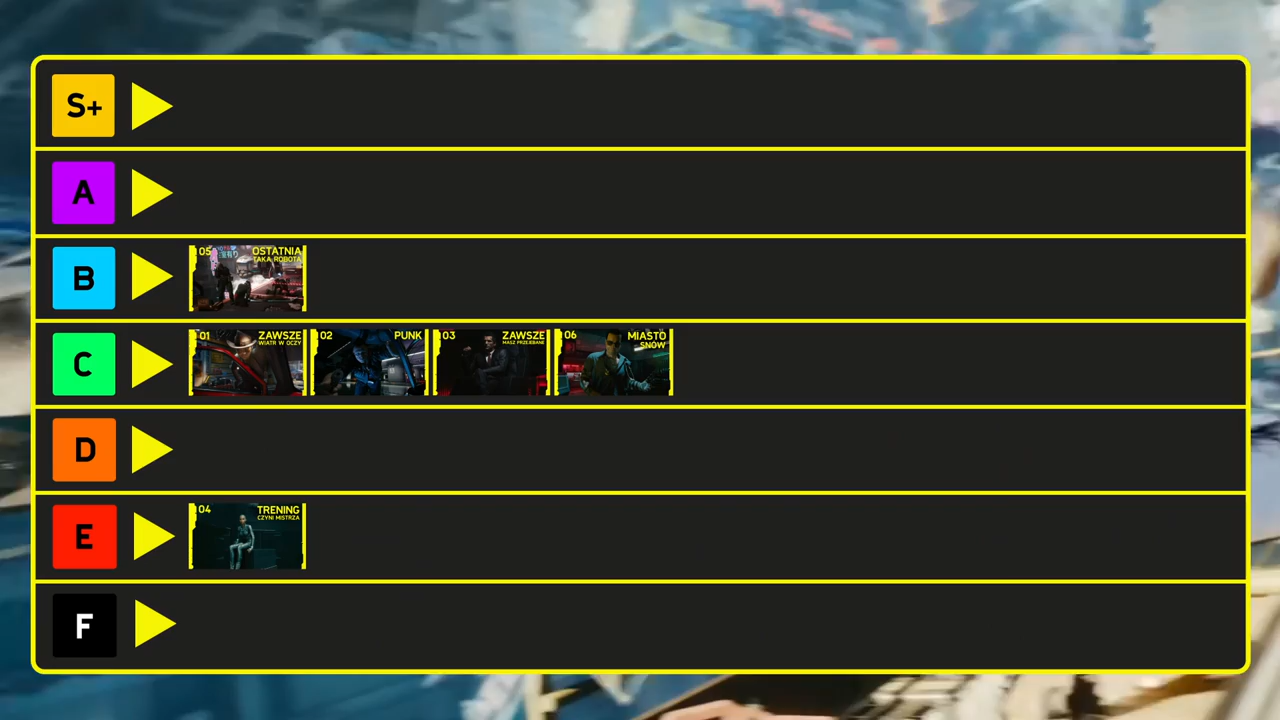 S+
A
B
05 OSTATNIA
TAKA ROBOTA
C
01 ZAWSZE
WIATR W OCZY
02 PUNK
03 ZAWSZE
MASZ PRZEJEBANE
06 MIASTO
SNÓW
D
E
04 TRENING
CZYNI MISTRZA
F